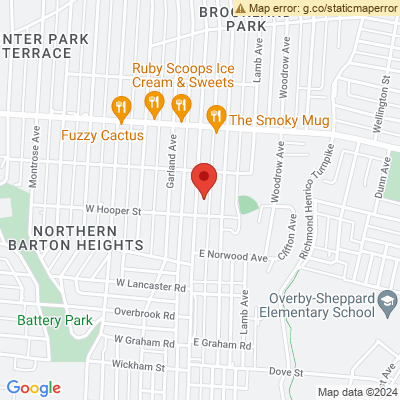 A map error: g.co/staticmaperror
BROOKLAND
PARK
NTER PARK
TERRACE
Ruby Scoops Ice
Cream & Sweets
Lamb Ave
Woodrow Ave
Wellington St
Fuzzy Cactus
The Smoky Mug
Montrose Ave
Garland Ave
Woodrow Ave
Richmond Henrico Turnpike
Dunn Ave
W Hooper St
Clifton Ave
NORTHERN
BARTON HEIGHTS
E Norwood Ave
W Lancaster Rd
Overby-Sheppard
Elementary School
Overbrook Rd
Lamb Ave
Battery Park
W Graham Rd
E Graham Rd
Wickham St
Dove St
st Ave
Google
Map data ©2024